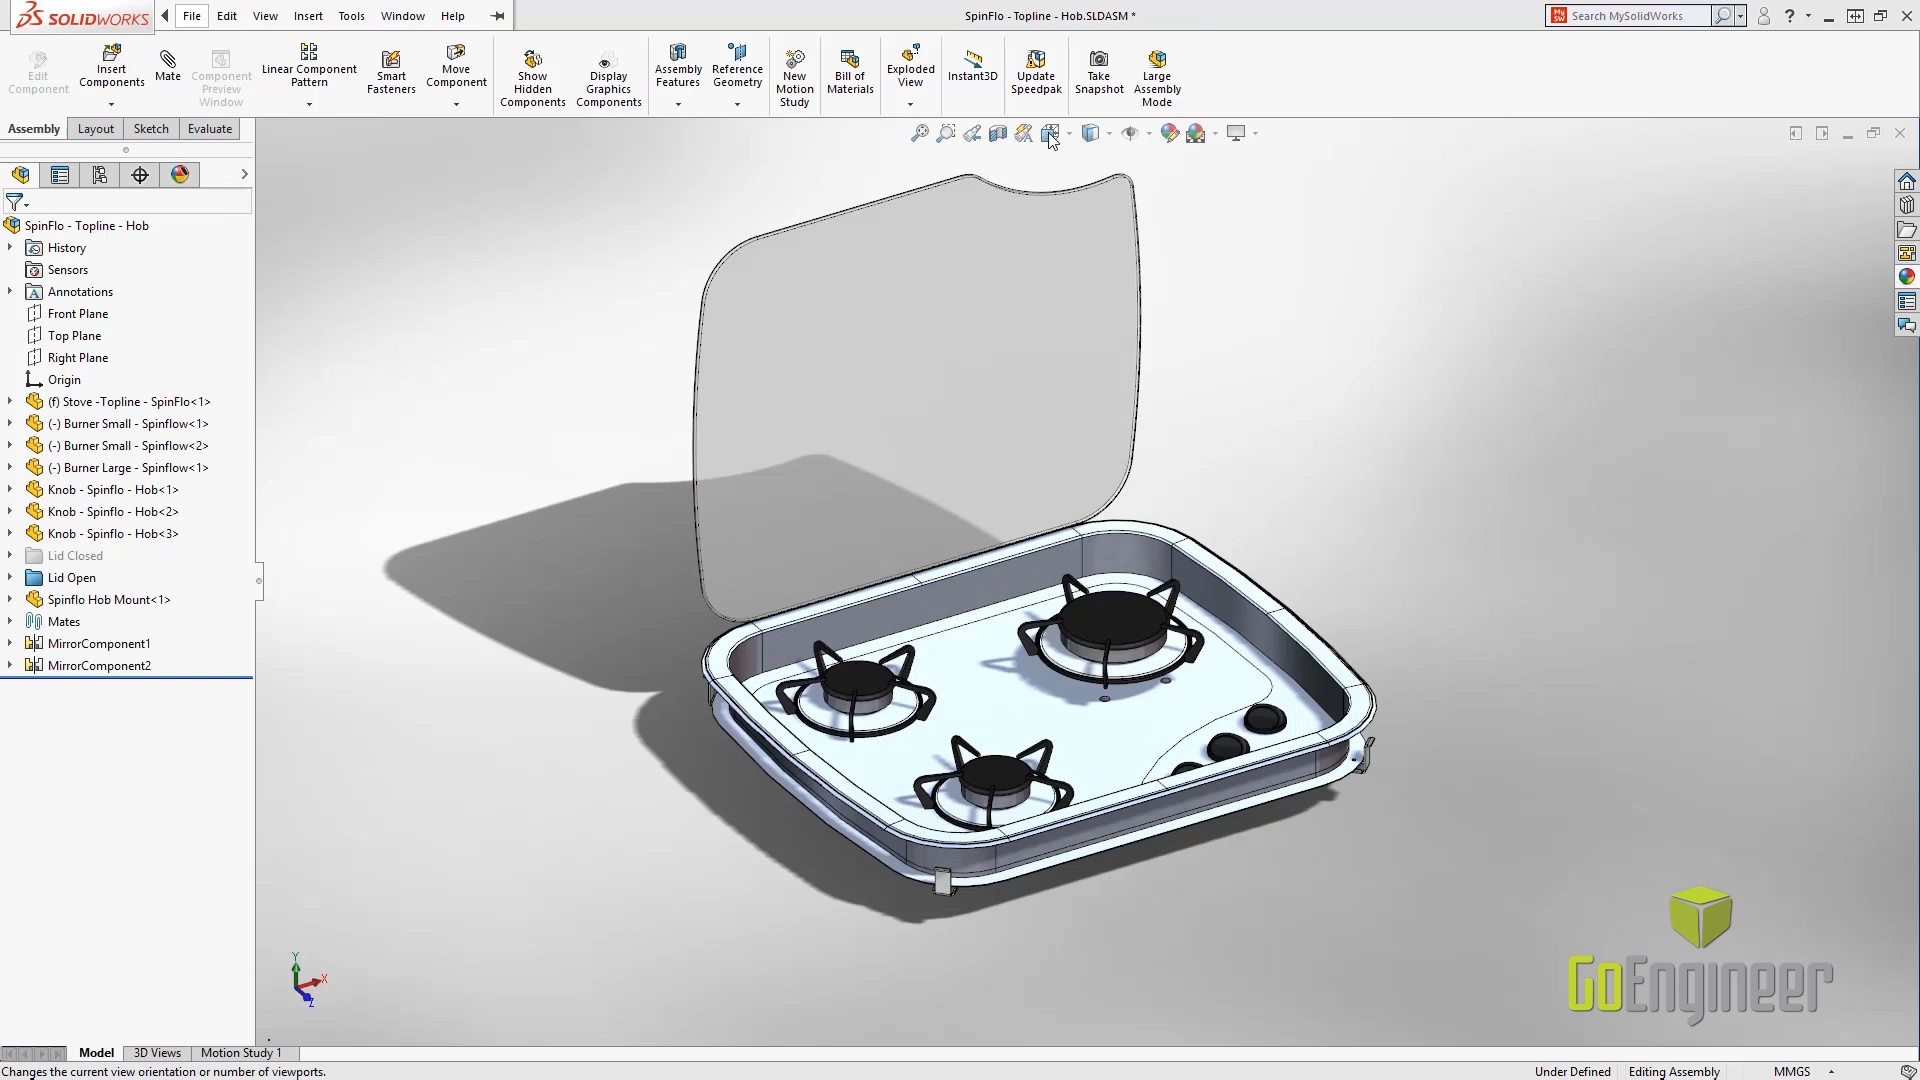 SOLIDWORKS
File Edit View Insert Tools Window Help
SpinFlo - Topline - Hob.SLDASM *
Search MySolidWorks
Edit Component
Insert Components
Mate
Component Preview Window
Linear Component Pattern
Smart Fasteners
Move Component
Show Hidden Components
Display Graphics Components
Assembly Features
Reference Geometry
New Motion Study
Bill of Materials
Exploded View
Instant3D
Update Speedpak
Take Snapshot
Large Assembly Mode
Assembly Layout Sketch Evaluate
SpinFlo - Topline - Hob
History
Sensors
Annotations
Front Plane
Top Plane
Right Plane
Origin
(f) Stove -Topline - SpinFlo<1>
(-) Burner Small - Spinflow<1>
(-) Burner Small - Spinflow<2>
(-) Burner Large - Spinflow<1>
Knob - Spinflo - Hob<1>
Knob - Spinflo - Hob<2>
Knob - Spinflo - Hob<3>
Lid Closed
Lid Open
Spinflo Hob Mount<1>
Mates
MirrorComponent1
MirrorComponent2
Y
X
Z
GoEngineer
Model 3D Views Motion Study 1
Changes the current view orientation or number of viewports.
Under Defined Editing Assembly MMGS